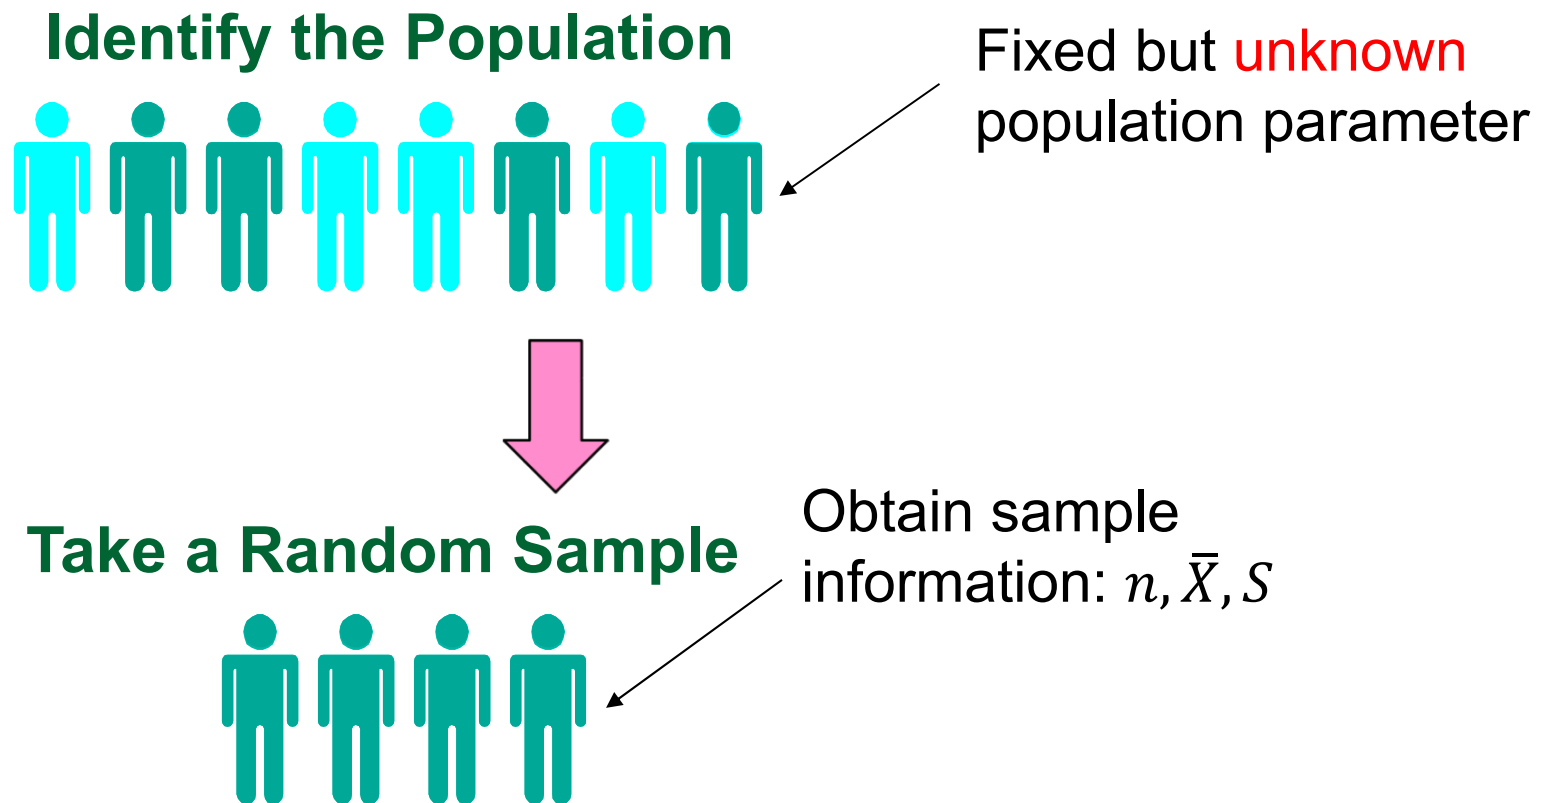 Identify the Population
Fixed but unknown
population parameter
Take a Random Sample
Obtain sample
information: n, X̄, S